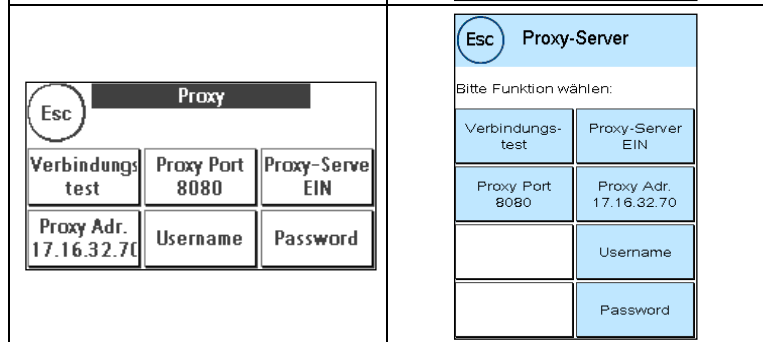 Proxy
Esc
Verbindungs
test
Proxy Port
8080
Proxy-Serve
EIN
Proxy Adr.
17.16.32.70
Username
Password
Esc
Proxy-Server
Bitte Funktion wählen:
Verbindungs-
test
Proxy-Server
EIN
Proxy Port
8080
Proxy Adr.
17.16.32.70
Username
Password